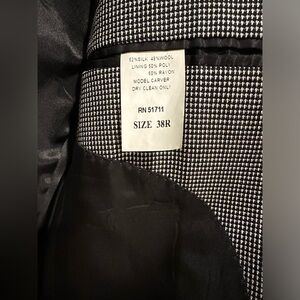 52%SILK 48%WOOL
LINING 50% POLY
50% RAYON
MODEL CARVER
DRY CLEAN ONLY
RN 51711
SIZE 38R